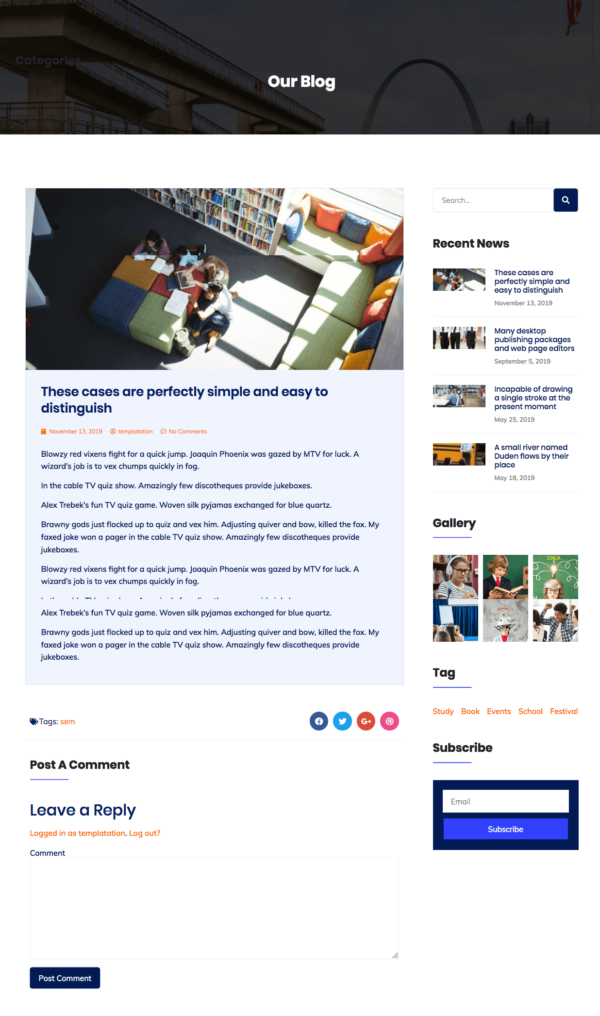 Categories
Our Blog
These cases are perfectly simple and easy to
distinguish
November 13, 2019 templatation No Comments
Blowzy red vixens fight for a quick jump. Joaquin Phoenix was gazed by MTV for luck. A
wizard's job is to vex chumps quickly in fog.
In the cable TV quiz show. Amazingly few discotheques provide jukeboxes.
Alex Trebek's fun TV quiz game. Woven silk pyjamas exchanged for blue quartz.
Brawny gods just flocked up to quiz and vex him. Adjusting quiver and bow, killed the fox. My
faxed joke won a pager in the cable TV quiz show. Amazingly few discotheques provide
jukeboxes.
Blowzy red vixens fight for a quick jump. Joaquin Phoenix was gazed by MTV for luck. A
wizard's job is to vex chumps quickly in fog.
Alex Trebek's fun TV quiz game. Woven silk pyjamas exchanged for blue quartz.
Brawny gods just flocked up to quiz and vex him. Adjusting quiver and bow, killed the fox. My
faxed joke won a pager in the cable TV quiz show. Amazingly few discotheques provide
jukeboxes.
Tags: sem
G+
Post A Comment
Leave a Reply
Logged in as templatation. Log out?
Comment
Post Comment
Search...
Recent News
These cases are
perfectly simple and
easy to distinguish
November 13, 2019
Many desktop
publishing packages
and web page editors
September 5, 2019
Incapable of drawing
a single stroke at the
present moment
May 25, 2019
A small river named
Duden flows by their
place
May 18, 2019
Gallery
Tag
Study Book Events School Festival
Subscribe
Email
Subscribe